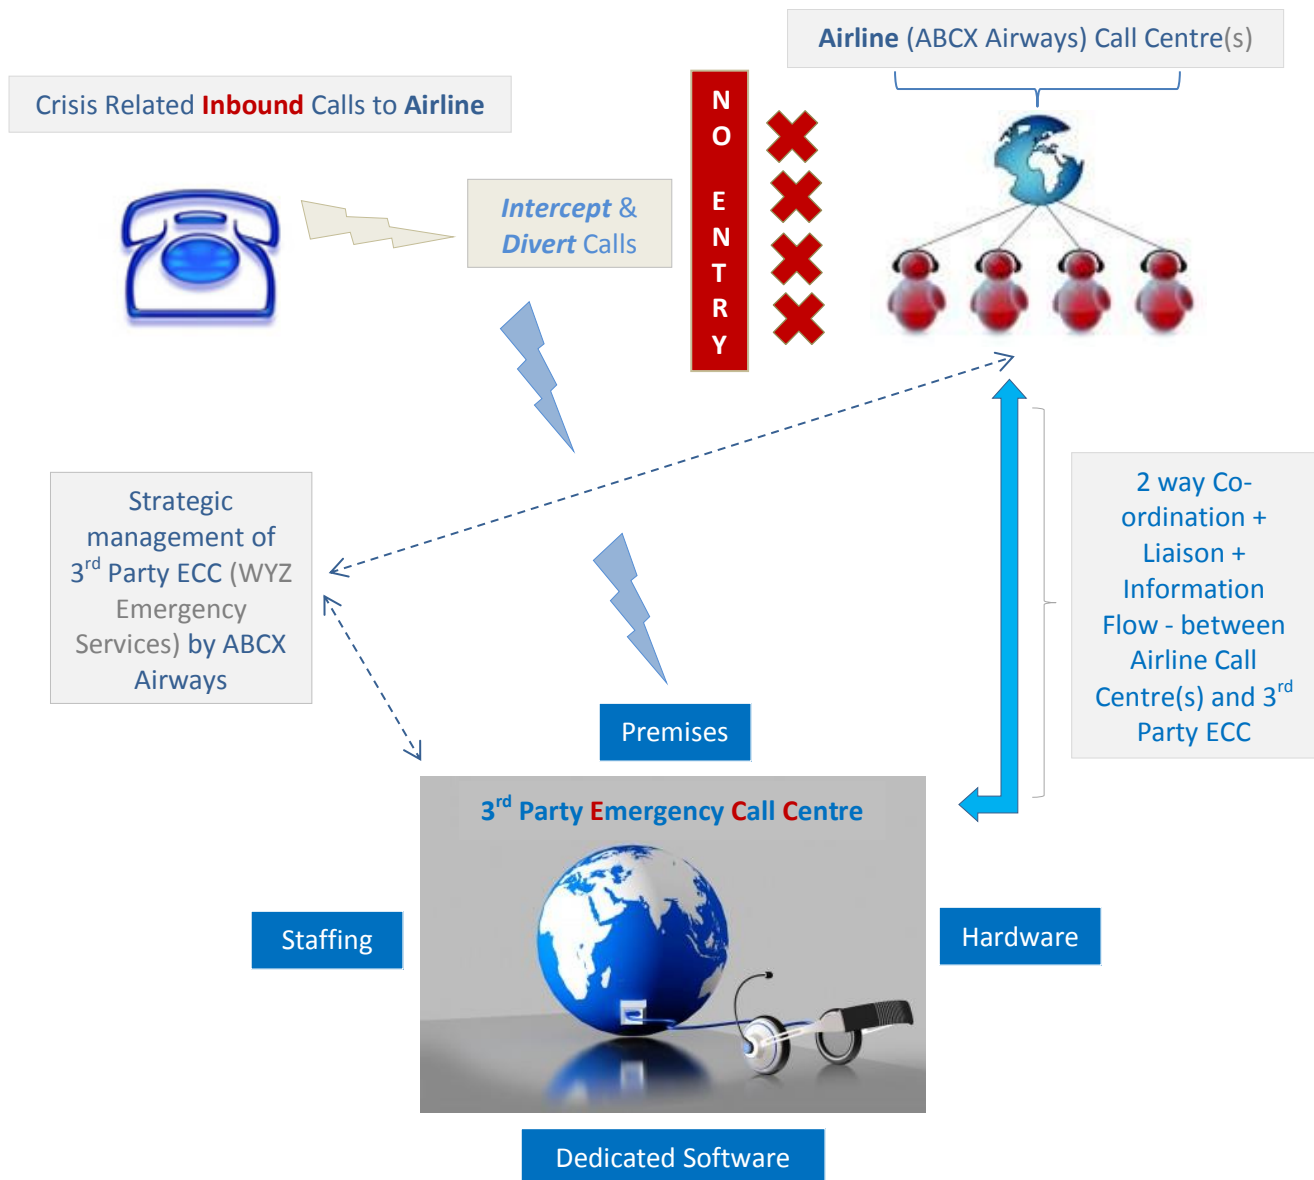 Airline (ABCX Airways) Call Centre(s)
Crisis Related Inbound Calls to Airline
Intercept &
Divert Calls
N
O
E
N
T
R
Y
Strategic
management of
3rd Party ECC (WYZ
Emergency
Services) by ABCX
Airways
2 way Co-
ordination +
Liaison +
Information
Flow - between
Airline Call
Centre(s) and 3rd
Party ECC
Premises
3rd Party Emergency Call Centre
Staffing
Hardware
Dedicated Software